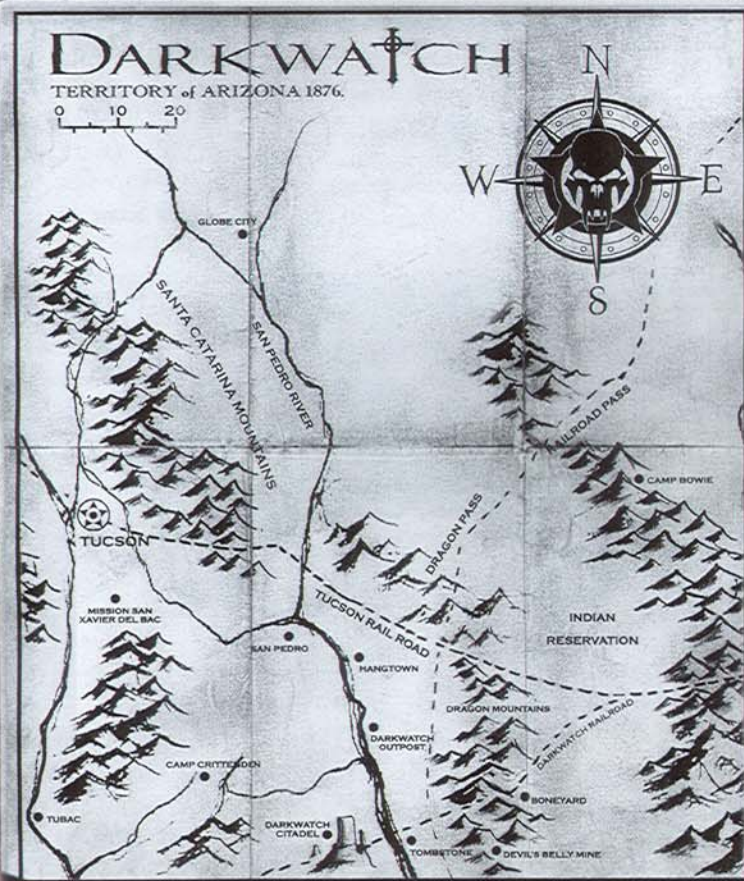 DARKWATCH
TERRITORY of ARIZONA 1876.
0 10 20
N
W E
S
GLOBE CITY
SANTA CATARINA MOUNTAINS
SAN PEDRO RIVER
RAILROAD PASS
CAMP BOWIE
DRAGON PASS
TUCSON
TUCSON RAIL ROAD
MISSION SAN
XAVIER DEL BAC
INDIAN
RESERVATION
SAN PEDRO
HANGTOWN
DRAGON MOUNTAINS
DARKWATCH RAILROAD
DARKWATCH
OUTPOST
CAMP CRITTENDEN
BONEYARD
TUBAC
DARKWATCH
CITADEL
TOMBSTONE
DEVIL'S BELLY MINE